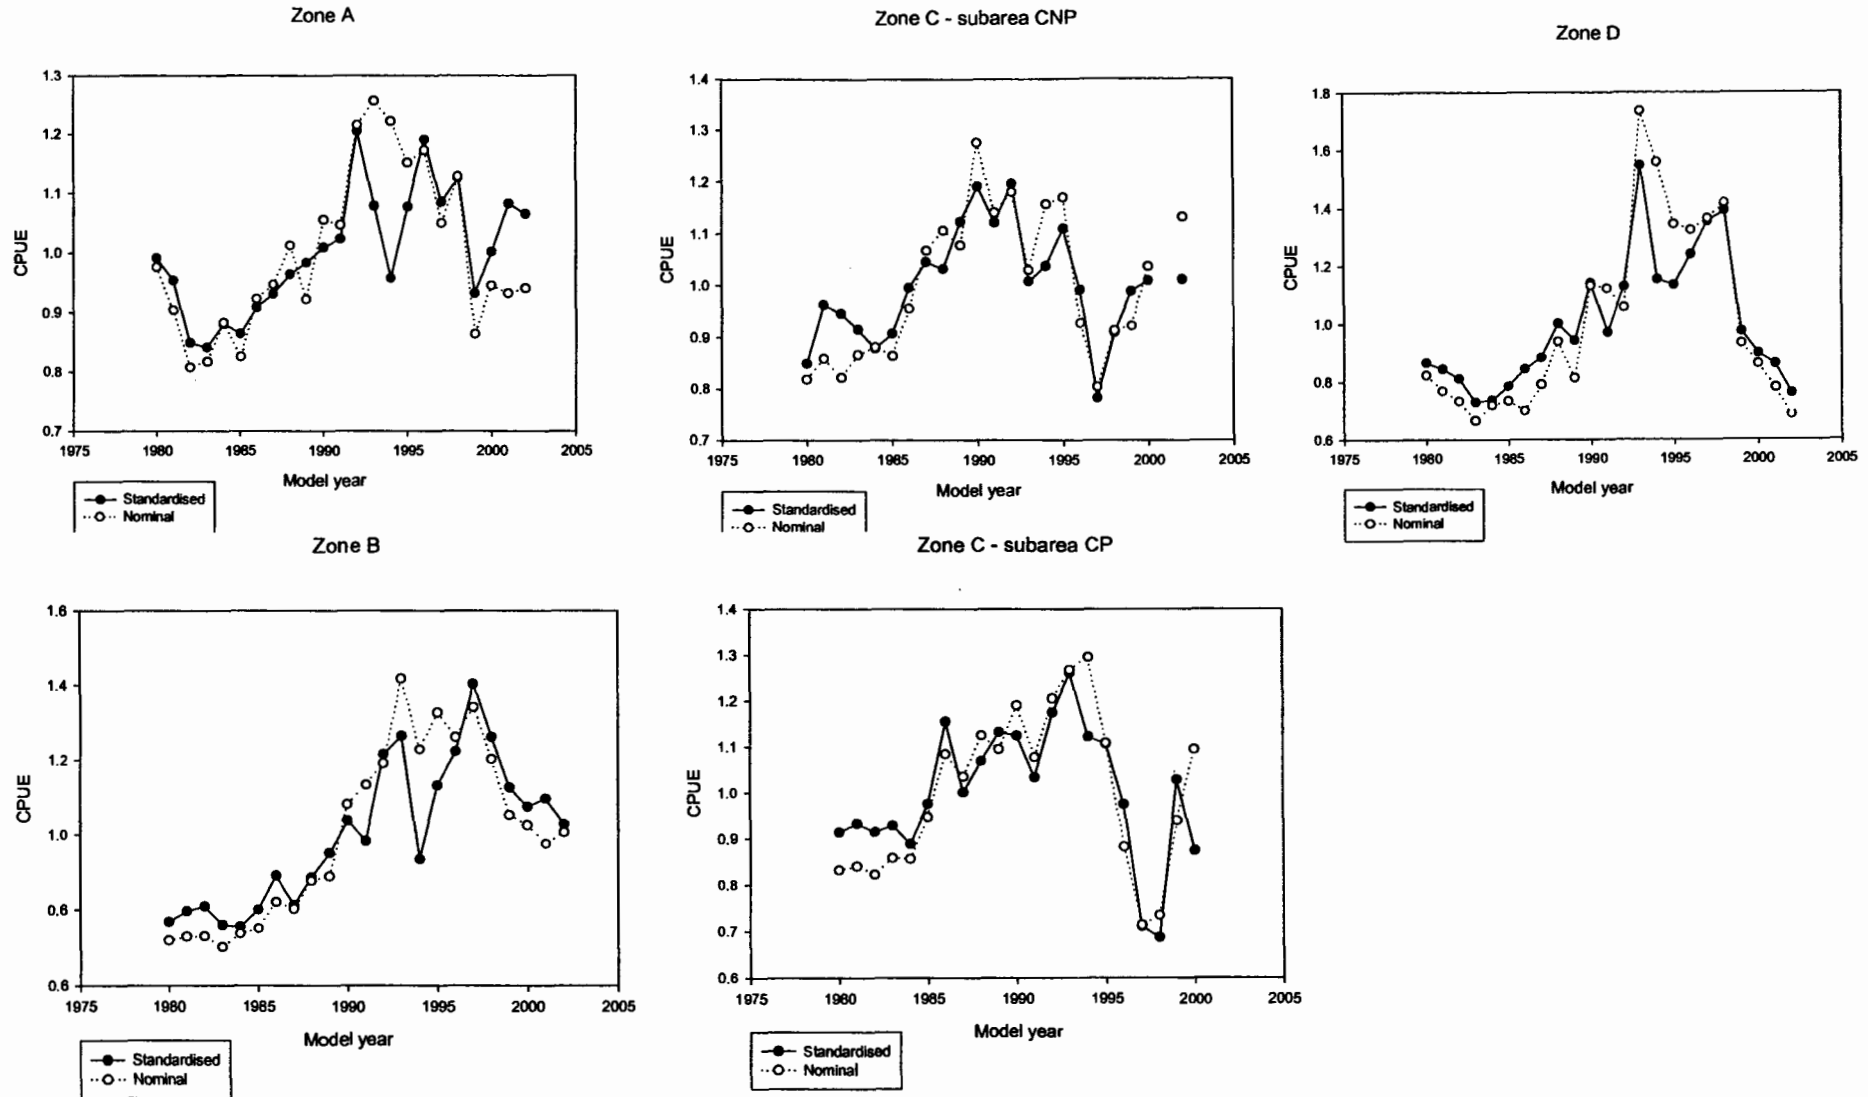 Zone A
CPUE
1.3
1.2
1.1
1.0
0.9
0.8
0.7
1975 1980 1985 1990 1995 2000 2005
Model year
Standardised
Nominal
Zone C - subarea CNP
CPUE
1.4
1.3
1.2
1.1
1.0
0.9
0.8
0.7
1975 1980 1985 1990 1995 2000 2005
Model year
Standardised
Nominal
Zone D
CPUE
1.8
1.6
1.4
1.2
1.0
0.8
0.6
1975 1980 1985 1990 1995 2000 2005
Model year
Standardised
Nominal
Zone B
CPUE
1.6
1.4
1.2
1.0
0.8
0.6
1975 1980 1985 1990 1995 2000 2005
Model year
Standardised
Nominal
Zone C - subarea CP
CPUE
1.4
1.3
1.2
1.1
1.0
0.9
0.8
0.7
0.6
1975 1980 1985 1990 1995 2000 2005
Model year
Standardised
Nominal